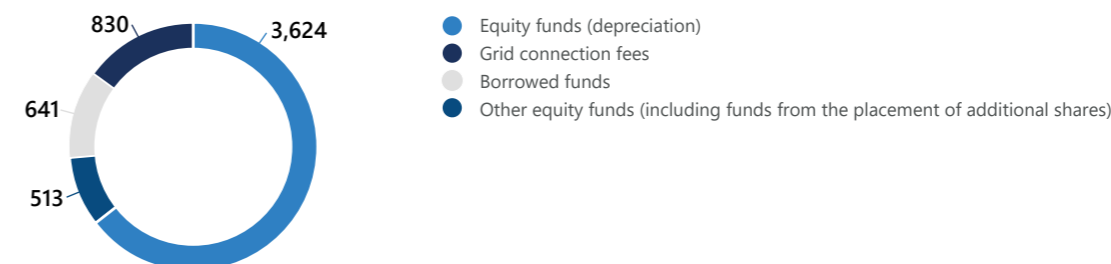 830
3,624
641
513
Equity funds (depreciation)
Grid connection fees
Borrowed funds
Other equity funds (including funds from the placement of additional shares)